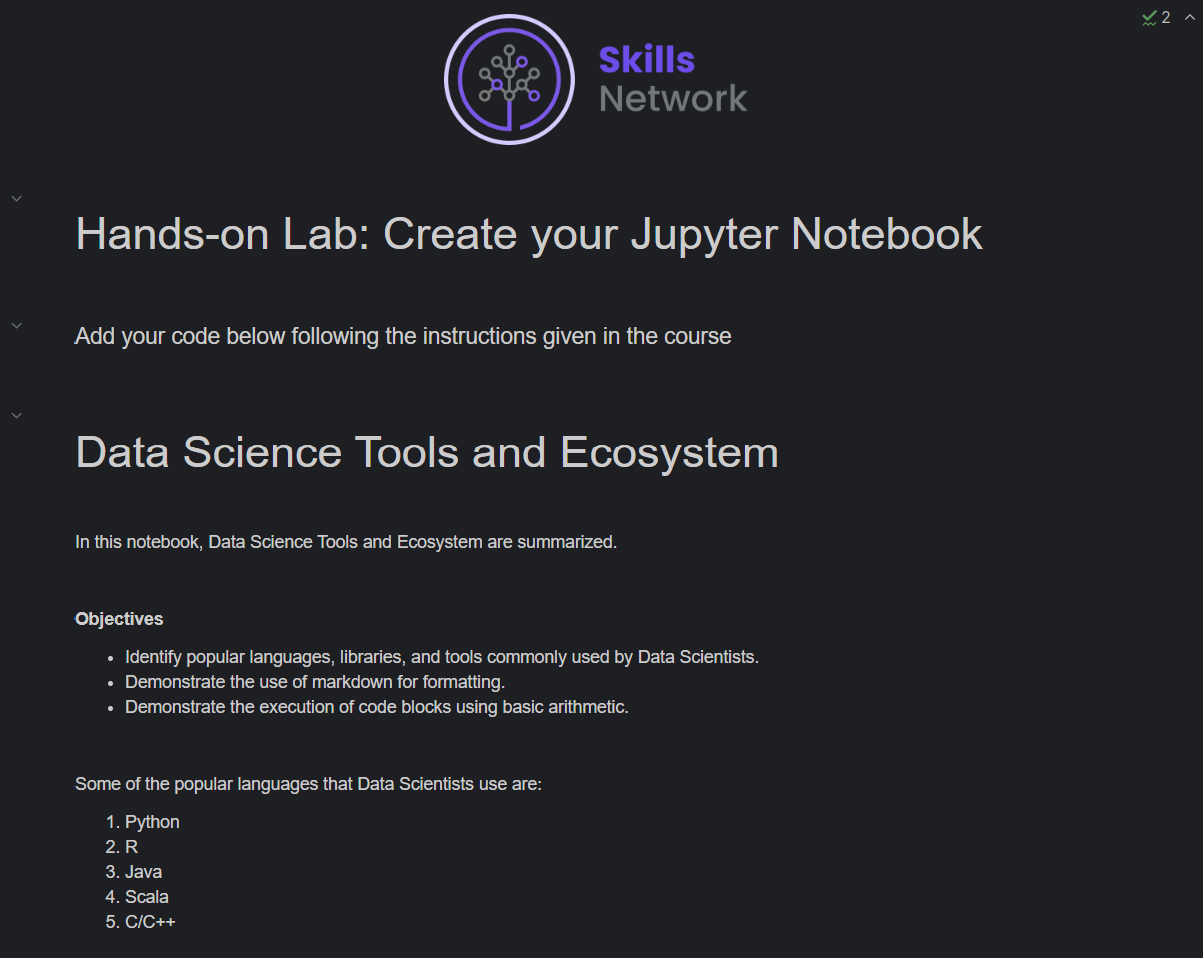 2
Skills
Network
Hands-on Lab: Create your Jupyter Notebook
Add your code below following the instructions given in the course
Data Science Tools and Ecosystem
In this notebook, Data Science Tools and Ecosystem are summarized.
Objectives
• Identify popular languages, libraries, and tools commonly used by Data Scientists.
• Demonstrate the use of markdown for formatting.
• Demonstrate the execution of code blocks using basic arithmetic.
Some of the popular languages that Data Scientists use are:
1. Python
2. R
3. Java
4. Scala
5. C/C++